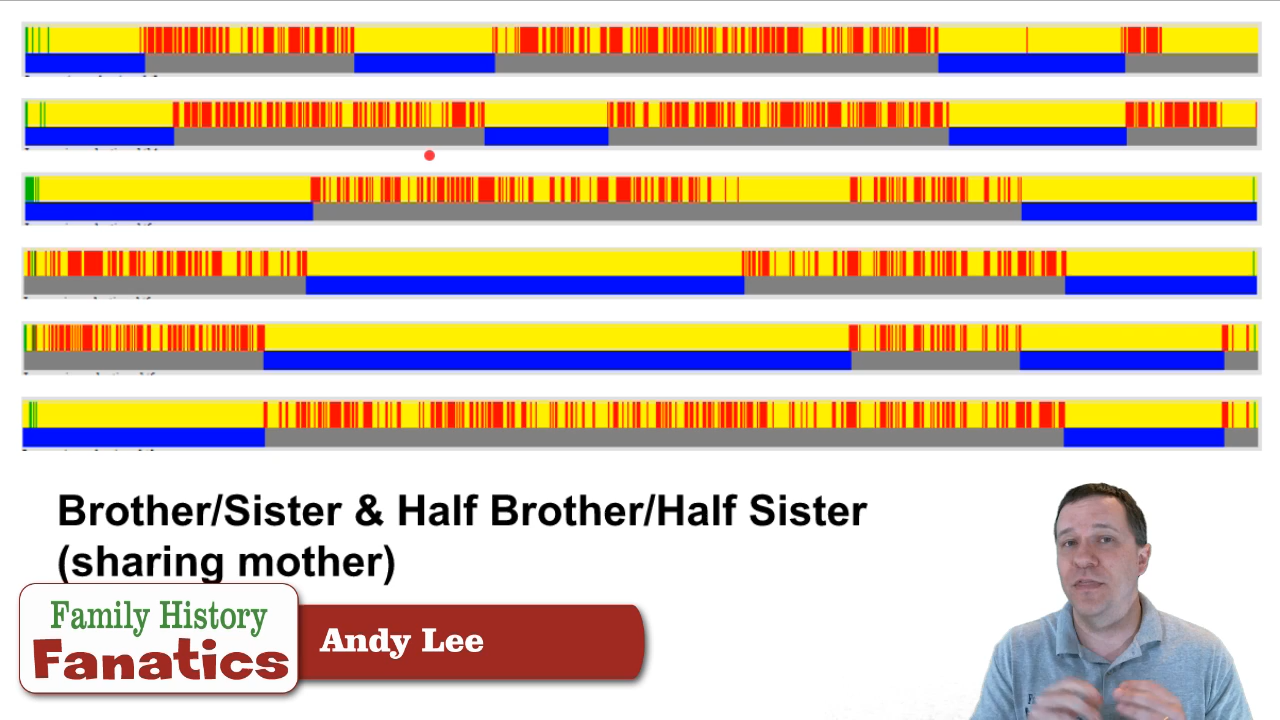 Brother/Sister & Half Brother/Half Sister
(sharing mother)
Family History
Fanatics
Andy Lee